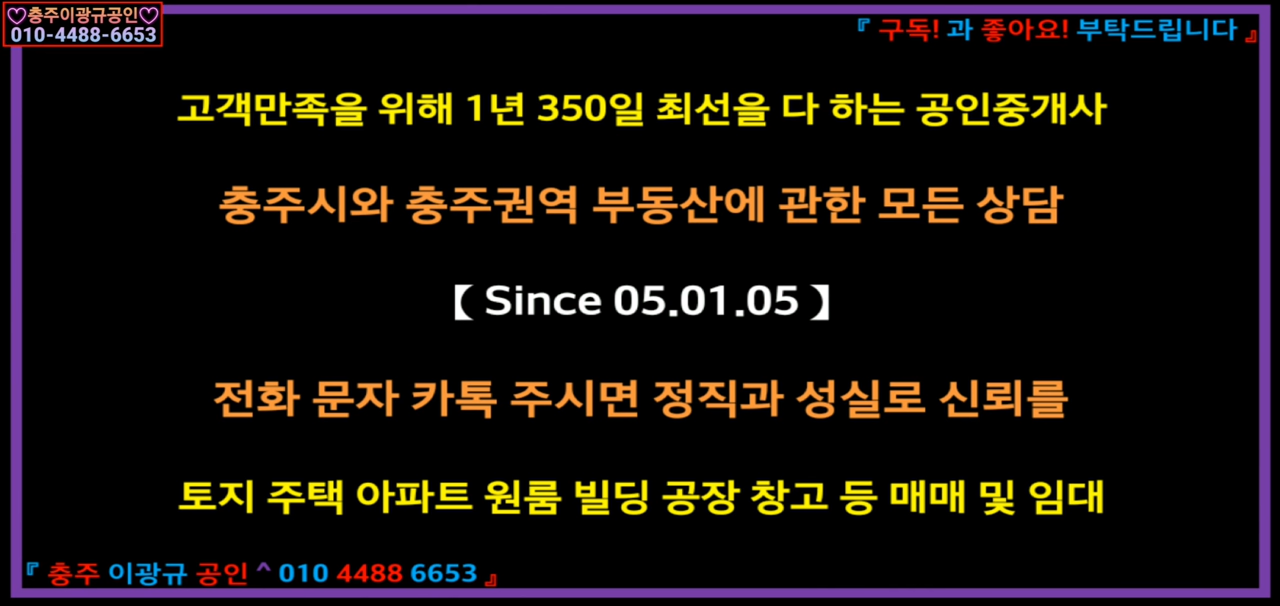 ♡충주이광규공인♡
010-4488-6653
『 구독! 과 좋아요! 부탁드립니다 』
고객만족을 위해 1년 350일 최선을 다 하는 공인중개사
충주시와 충주권역 부동산에 관한 모든 상담
【 Since 05.01.05 】
전화 문자 카톡 주시면 정직과 성실로 신뢰를
토지 주택 아파트 원룸 빌딩 공장 창고 등 매매 및 임대
『 충주 이광규 공인 ^ 010 4488 6653 』